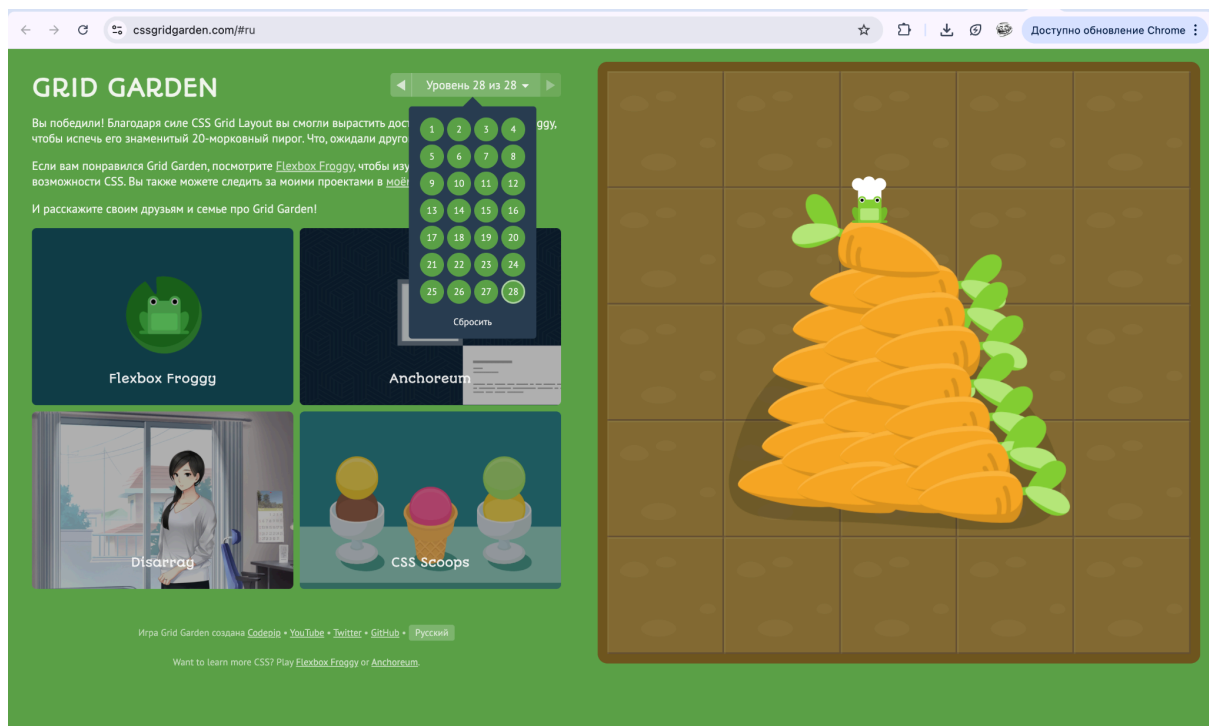 cssgridgarden.com/#ru
Доступно обновление Chrome
GRID GARDEN
Уровень 28 из 28
Вы победили! Благодаря силе CSS Grid Layout вы смогли вырастить дос
ggy,
чтобы испечь его знаменитый 20-морковный пирог. Что, ожидали друго
Если вам понравился Grid Garden, посмотрите Flexbox Froggy, чтобы изу
возможности CSS. Вы также можете следить за моими проектами в моём
И расскажите своим друзьям и семье про Grid Garden!
1 2 3 4
5 6 7 8
9 10 11 12
13 14 15 16
17 18 19 20
21 22 23 24
25 26 27 28
Сбросить
Flexbox Froggy
Anchoreum
Disarray
CSS Scoops
Игра Grid Garden создана Codepip • YouTube • Twitter • GitHub • Русский
Want to learn more CSS? Play Flexbox Froggy or Anchoreum.